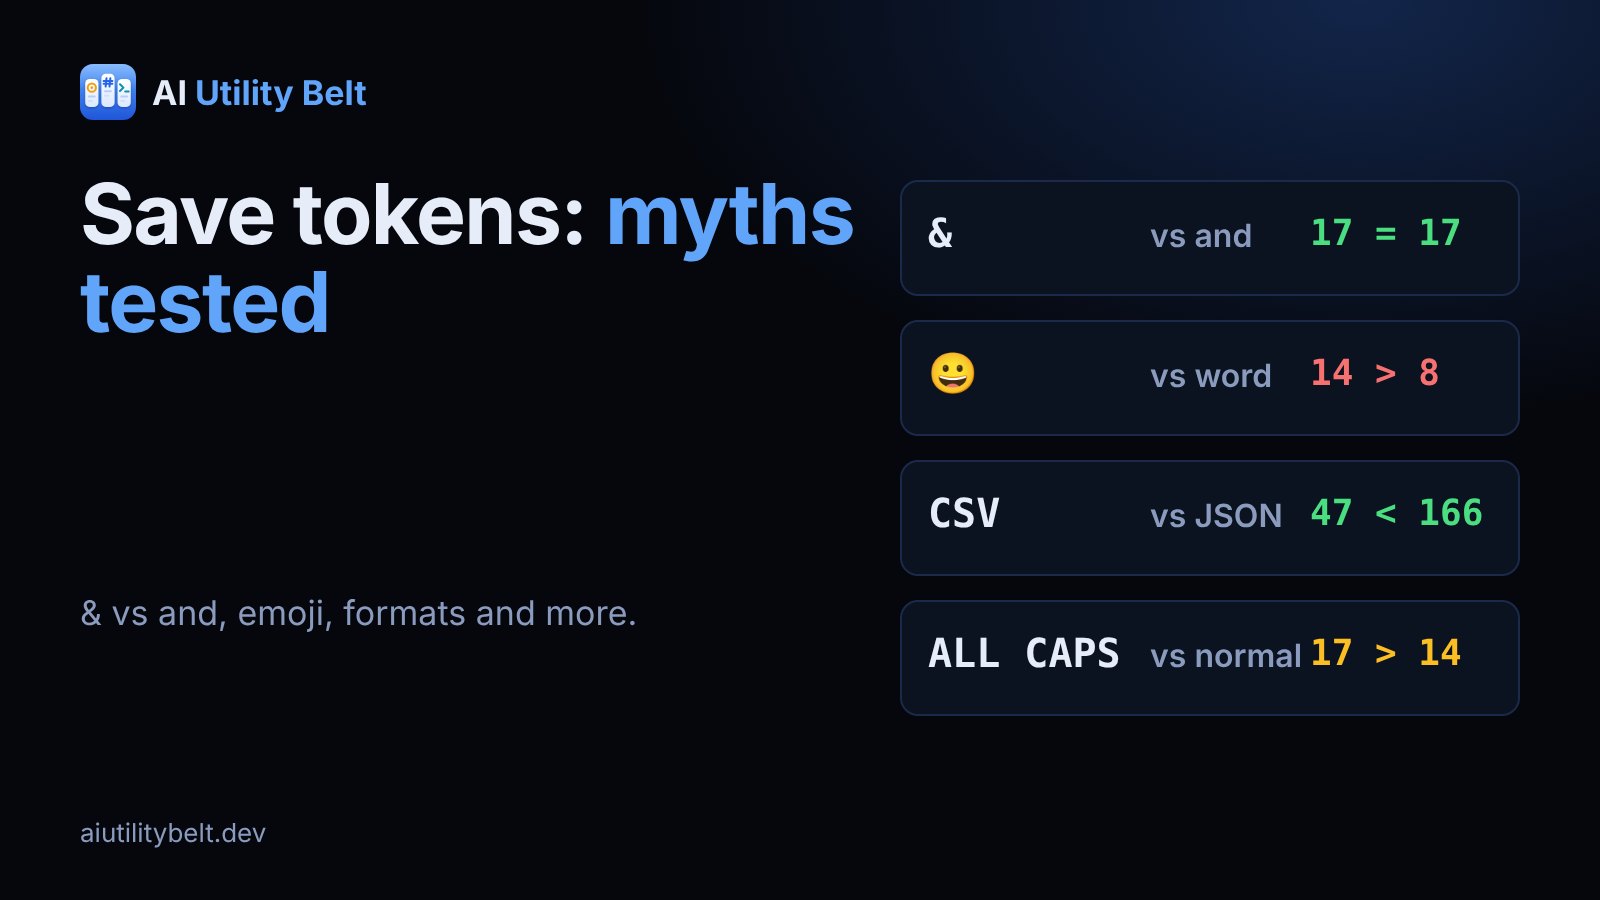 AI Utility Belt
Save tokens: myths
tested
& vs and, emoji, formats and more.
aiutilitybelt.dev
& vs and 17 = 17
😀 vs word 14 > 8
CSV vs JSON 47 < 166
ALL CAPS vs normal 17 > 14